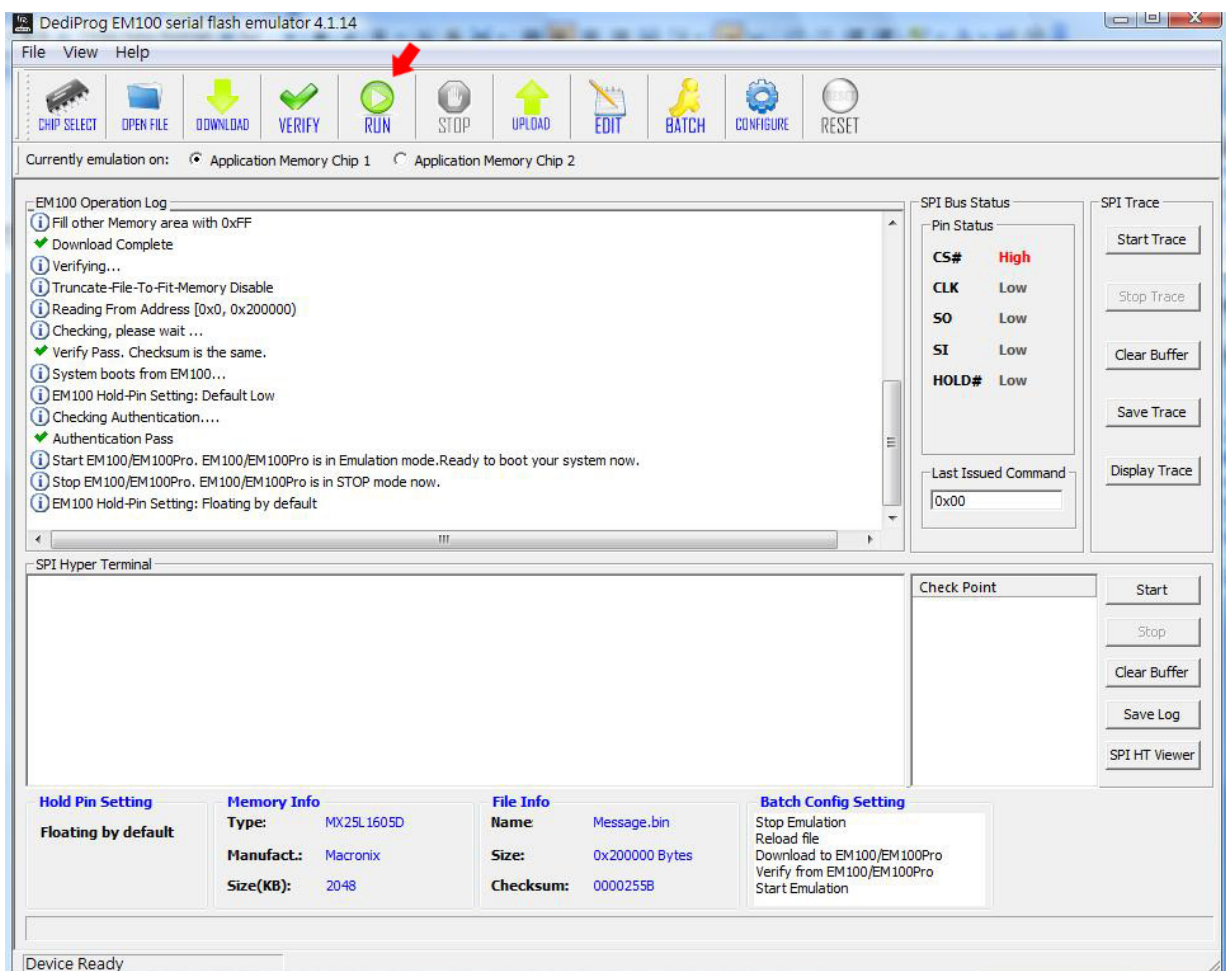 DediProg EM100 serial flash emulator 4.1.14
File View Help
CHIP SELECT OPEN FILE DOWNLOAD VERIFY RUN STOP UPLOAD EDIT BATCH CONFIGURE RESET
Currently emulation on: Application Memory Chip 1 Application Memory Chip 2
EM100 Operation Log
Fill other Memory area with 0xFF
Download Complete
Verifying...
Truncate-File-To-Fit-Memory Disable
Reading From Address [0x0, 0x200000)
Checking, please wait ...
Verify Pass. Checksum is the same.
System boots from EM100...
EM100 Hold-Pin Setting: Default Low
Checking Authentication....
Authentication Pass
Start EM100/EM100Pro. EM100/EM100Pro is in Emulation mode.Ready to boot your system now.
Stop EM100/EM100Pro. EM100/EM100Pro is in STOP mode now.
EM100 Hold-Pin Setting: Floating by default
SPI Bus Status
Pin Status
CS# High
CLK Low
SO Low
SI Low
HOLD# Low
Last Issued Command
0x00
SPI Trace
Start Trace
Stop Trace
Clear Buffer
Save Trace
Display Trace
SPI Hyper Terminal
Check Point
Start
Stop
Clear Buffer
Save Log
SPI HT Viewer
Hold Pin Setting
Floating by default
Memory Info
Type: MX25L1605D
Manufact.: Macronix
Size(KB): 2048
File Info
Name: Message.bin
Size: 0x200000 Bytes
Checksum: 0000255B
Batch Config Setting
Stop Emulation
Reload file
Download to EM100/EM100Pro
Verify from EM100/EM100Pro
Start Emulation
Device Ready